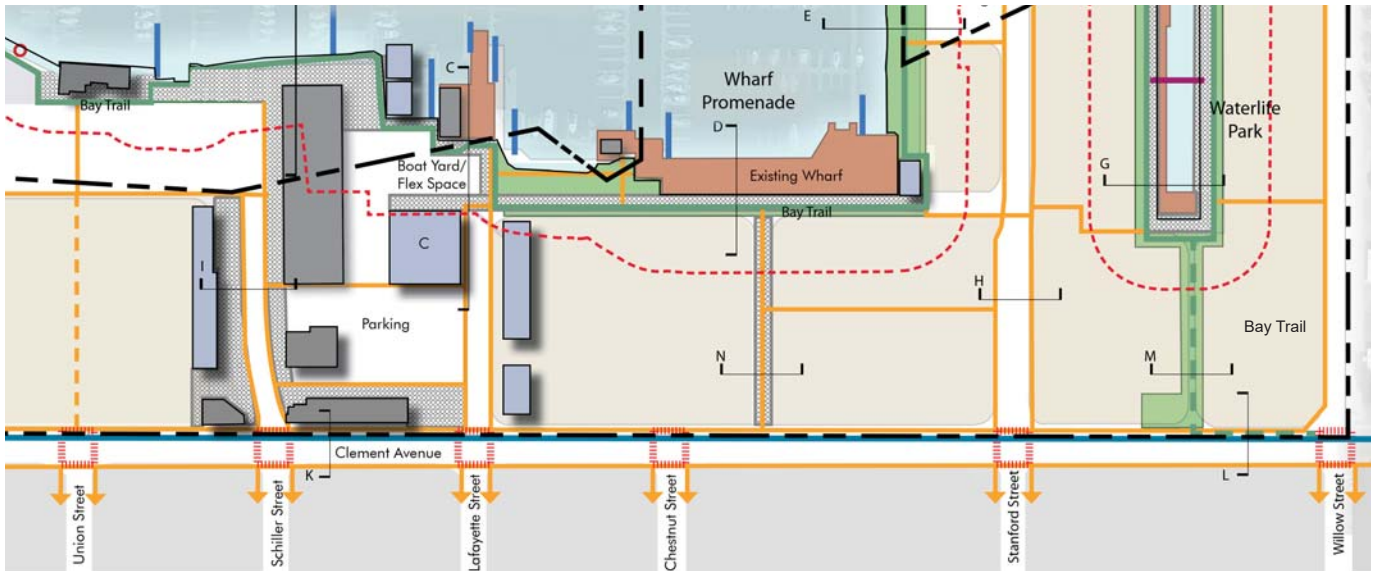 E
C
Wharf
Promenade
D
Waterlife
Park
Bay Trail
Boat Yard/
Flex Space
Existing Wharf
G
Bay Trail
C
I
H
Parking
Bay Trail
N
M
Clement Avenue
K
L
Union Street
Schiller Street
Lafayette Street
Chestnut Street
Stanford Street
Willow Street